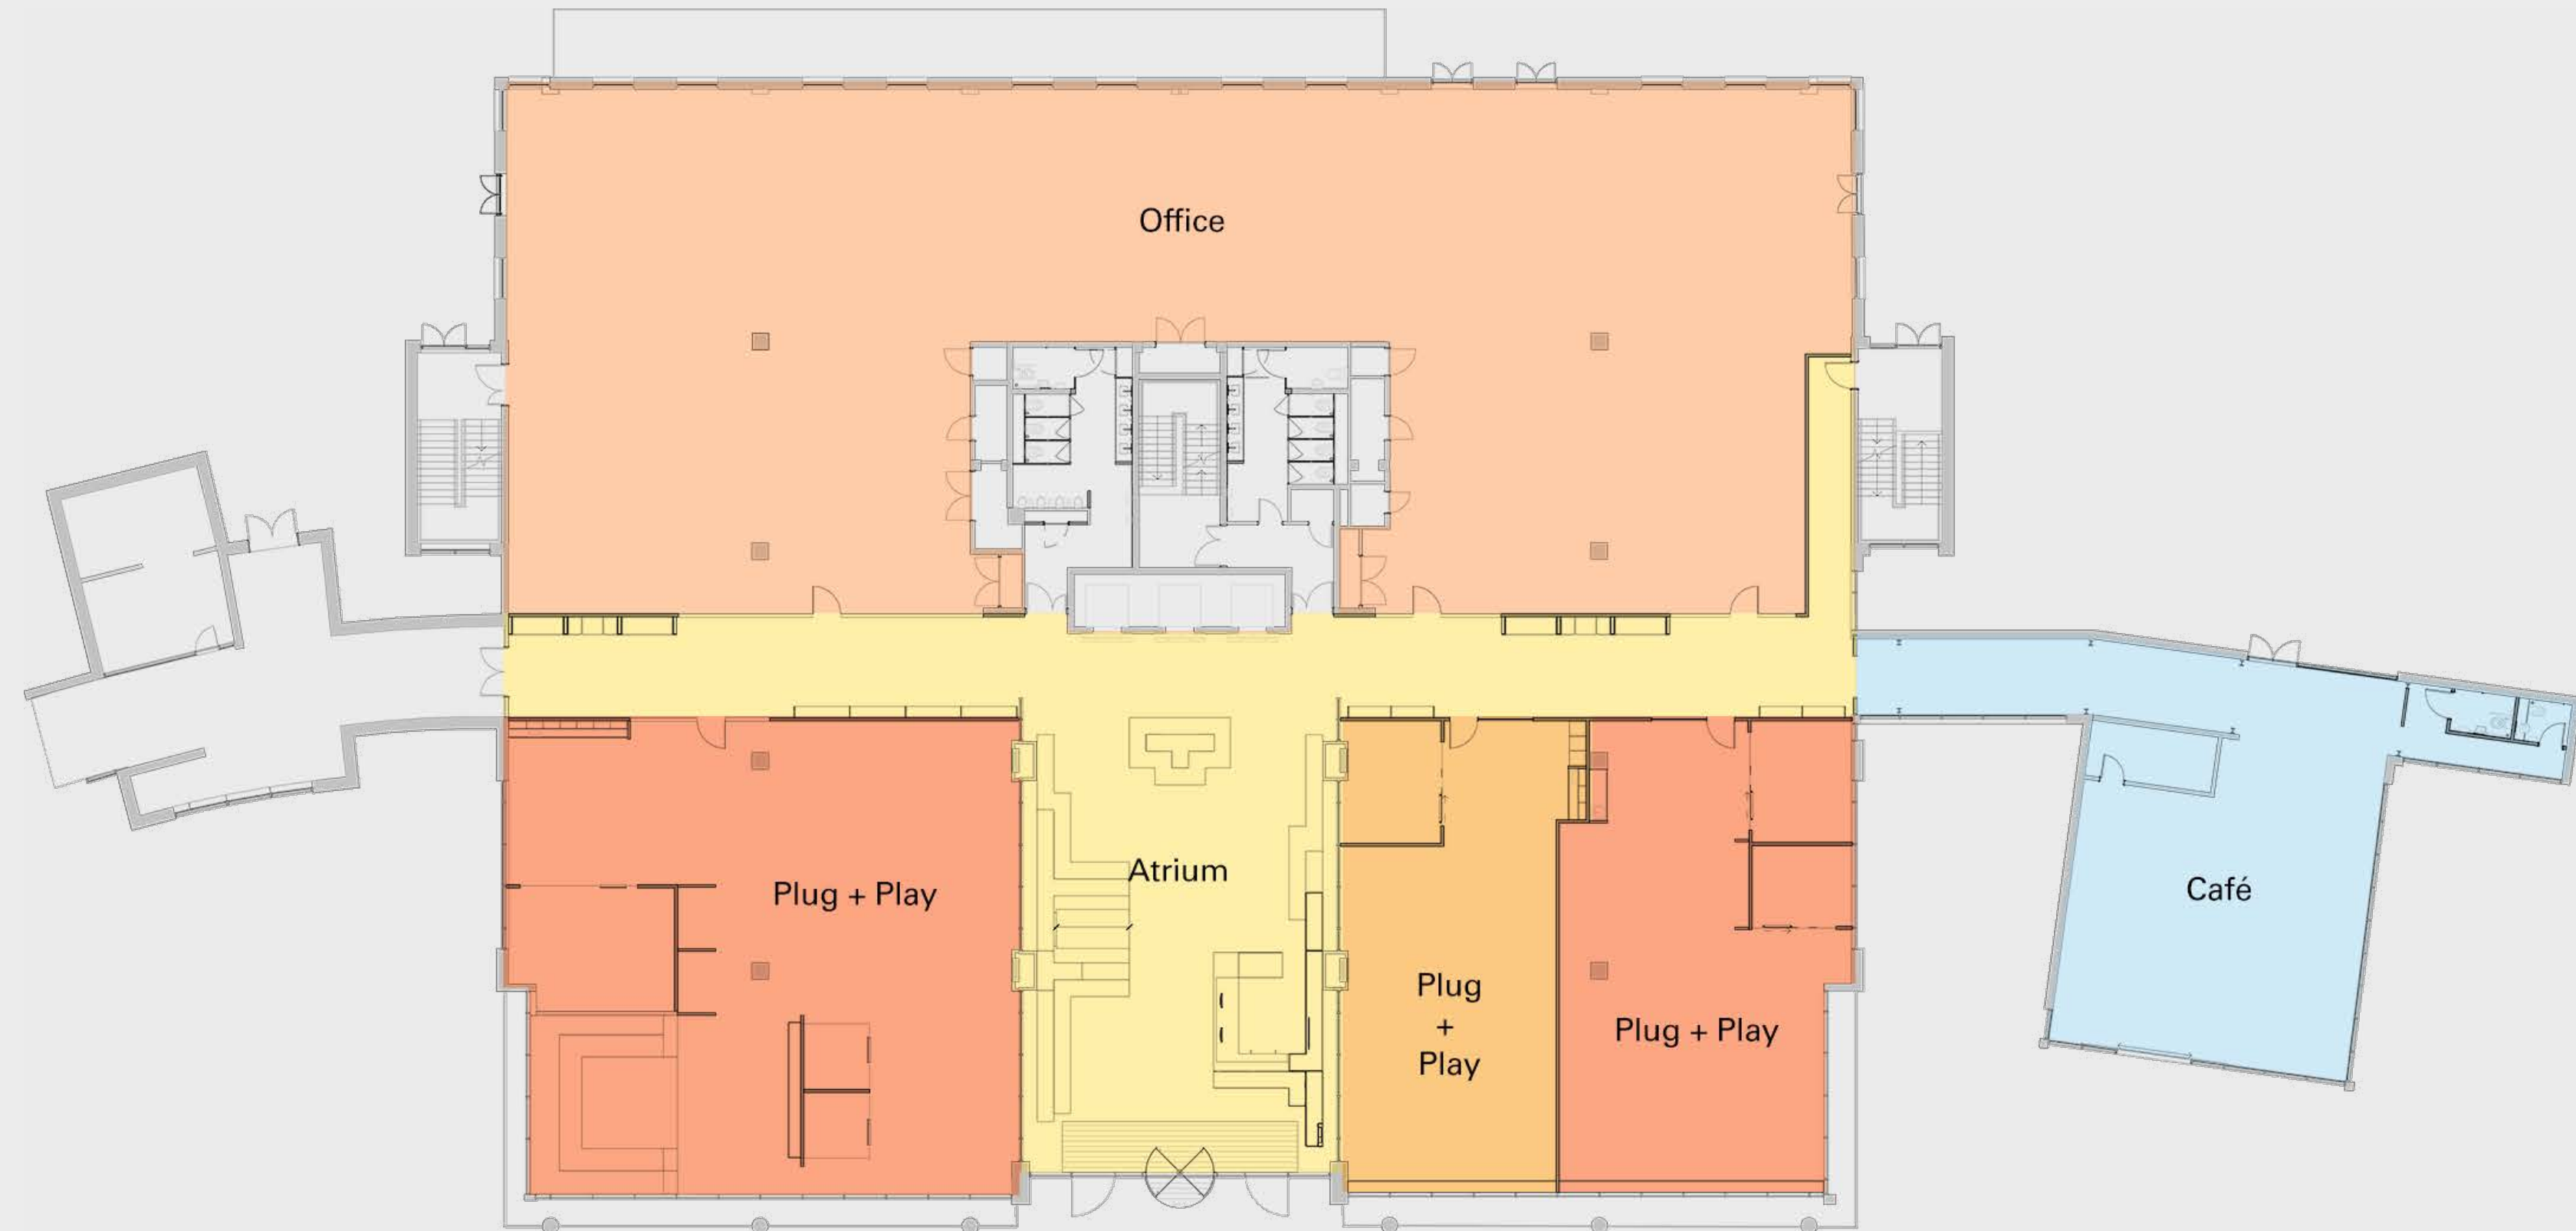 Office
Plug + Play
Atrium
Plug
+
Play
Plug + Play
Café